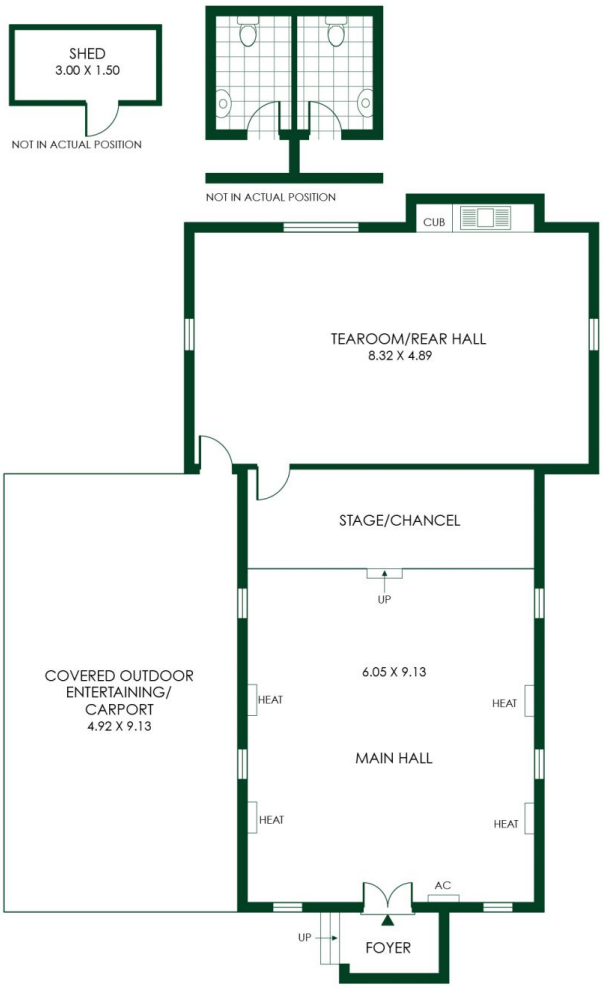 SHED
3.00 X 1.50
NOT IN ACTUAL POSITION
NOT IN ACTUAL POSITION
CUB
TEAROOM/REAR HALL
8.32 X 4.89
STAGE/CHANCEL
UP
COVERED OUTDOOR
ENTERTAINING/
CARPORT
4.92 X 9.13
6.05 X 9.13
HEAT
HEAT
MAIN HALL
HEAT
HEAT
AC
UP
FOYER